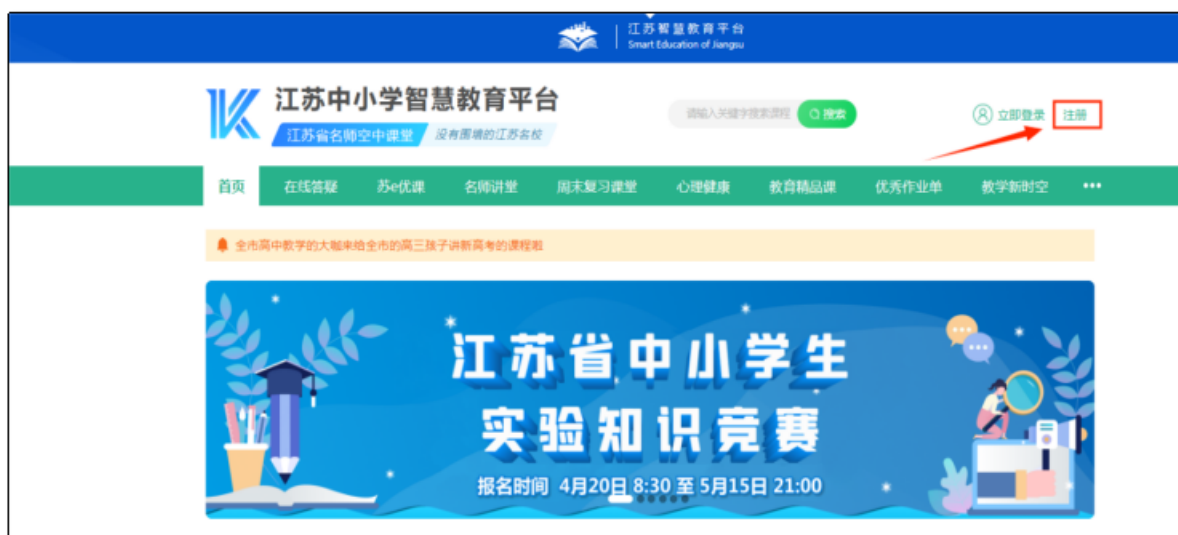 江苏智慧教育平台
Smart Education of Jiangsu
江苏中小学智慧教育平台
江苏省名师空中课堂 没有围墙的江苏名校
请输入关键字搜索课程 搜索
立即登录 注册
首页 在线答疑 苏e优课 名师讲堂 周末复习课堂 心理健康 教育精品课 优秀作业单 教学新时空 •••
全市高中教学的大咖来给全市的高三孩子讲新高考的课程啦
江苏省中小学生
实验知识竞赛
报名时间 4月20日 8:30 至 5月15日 21:00